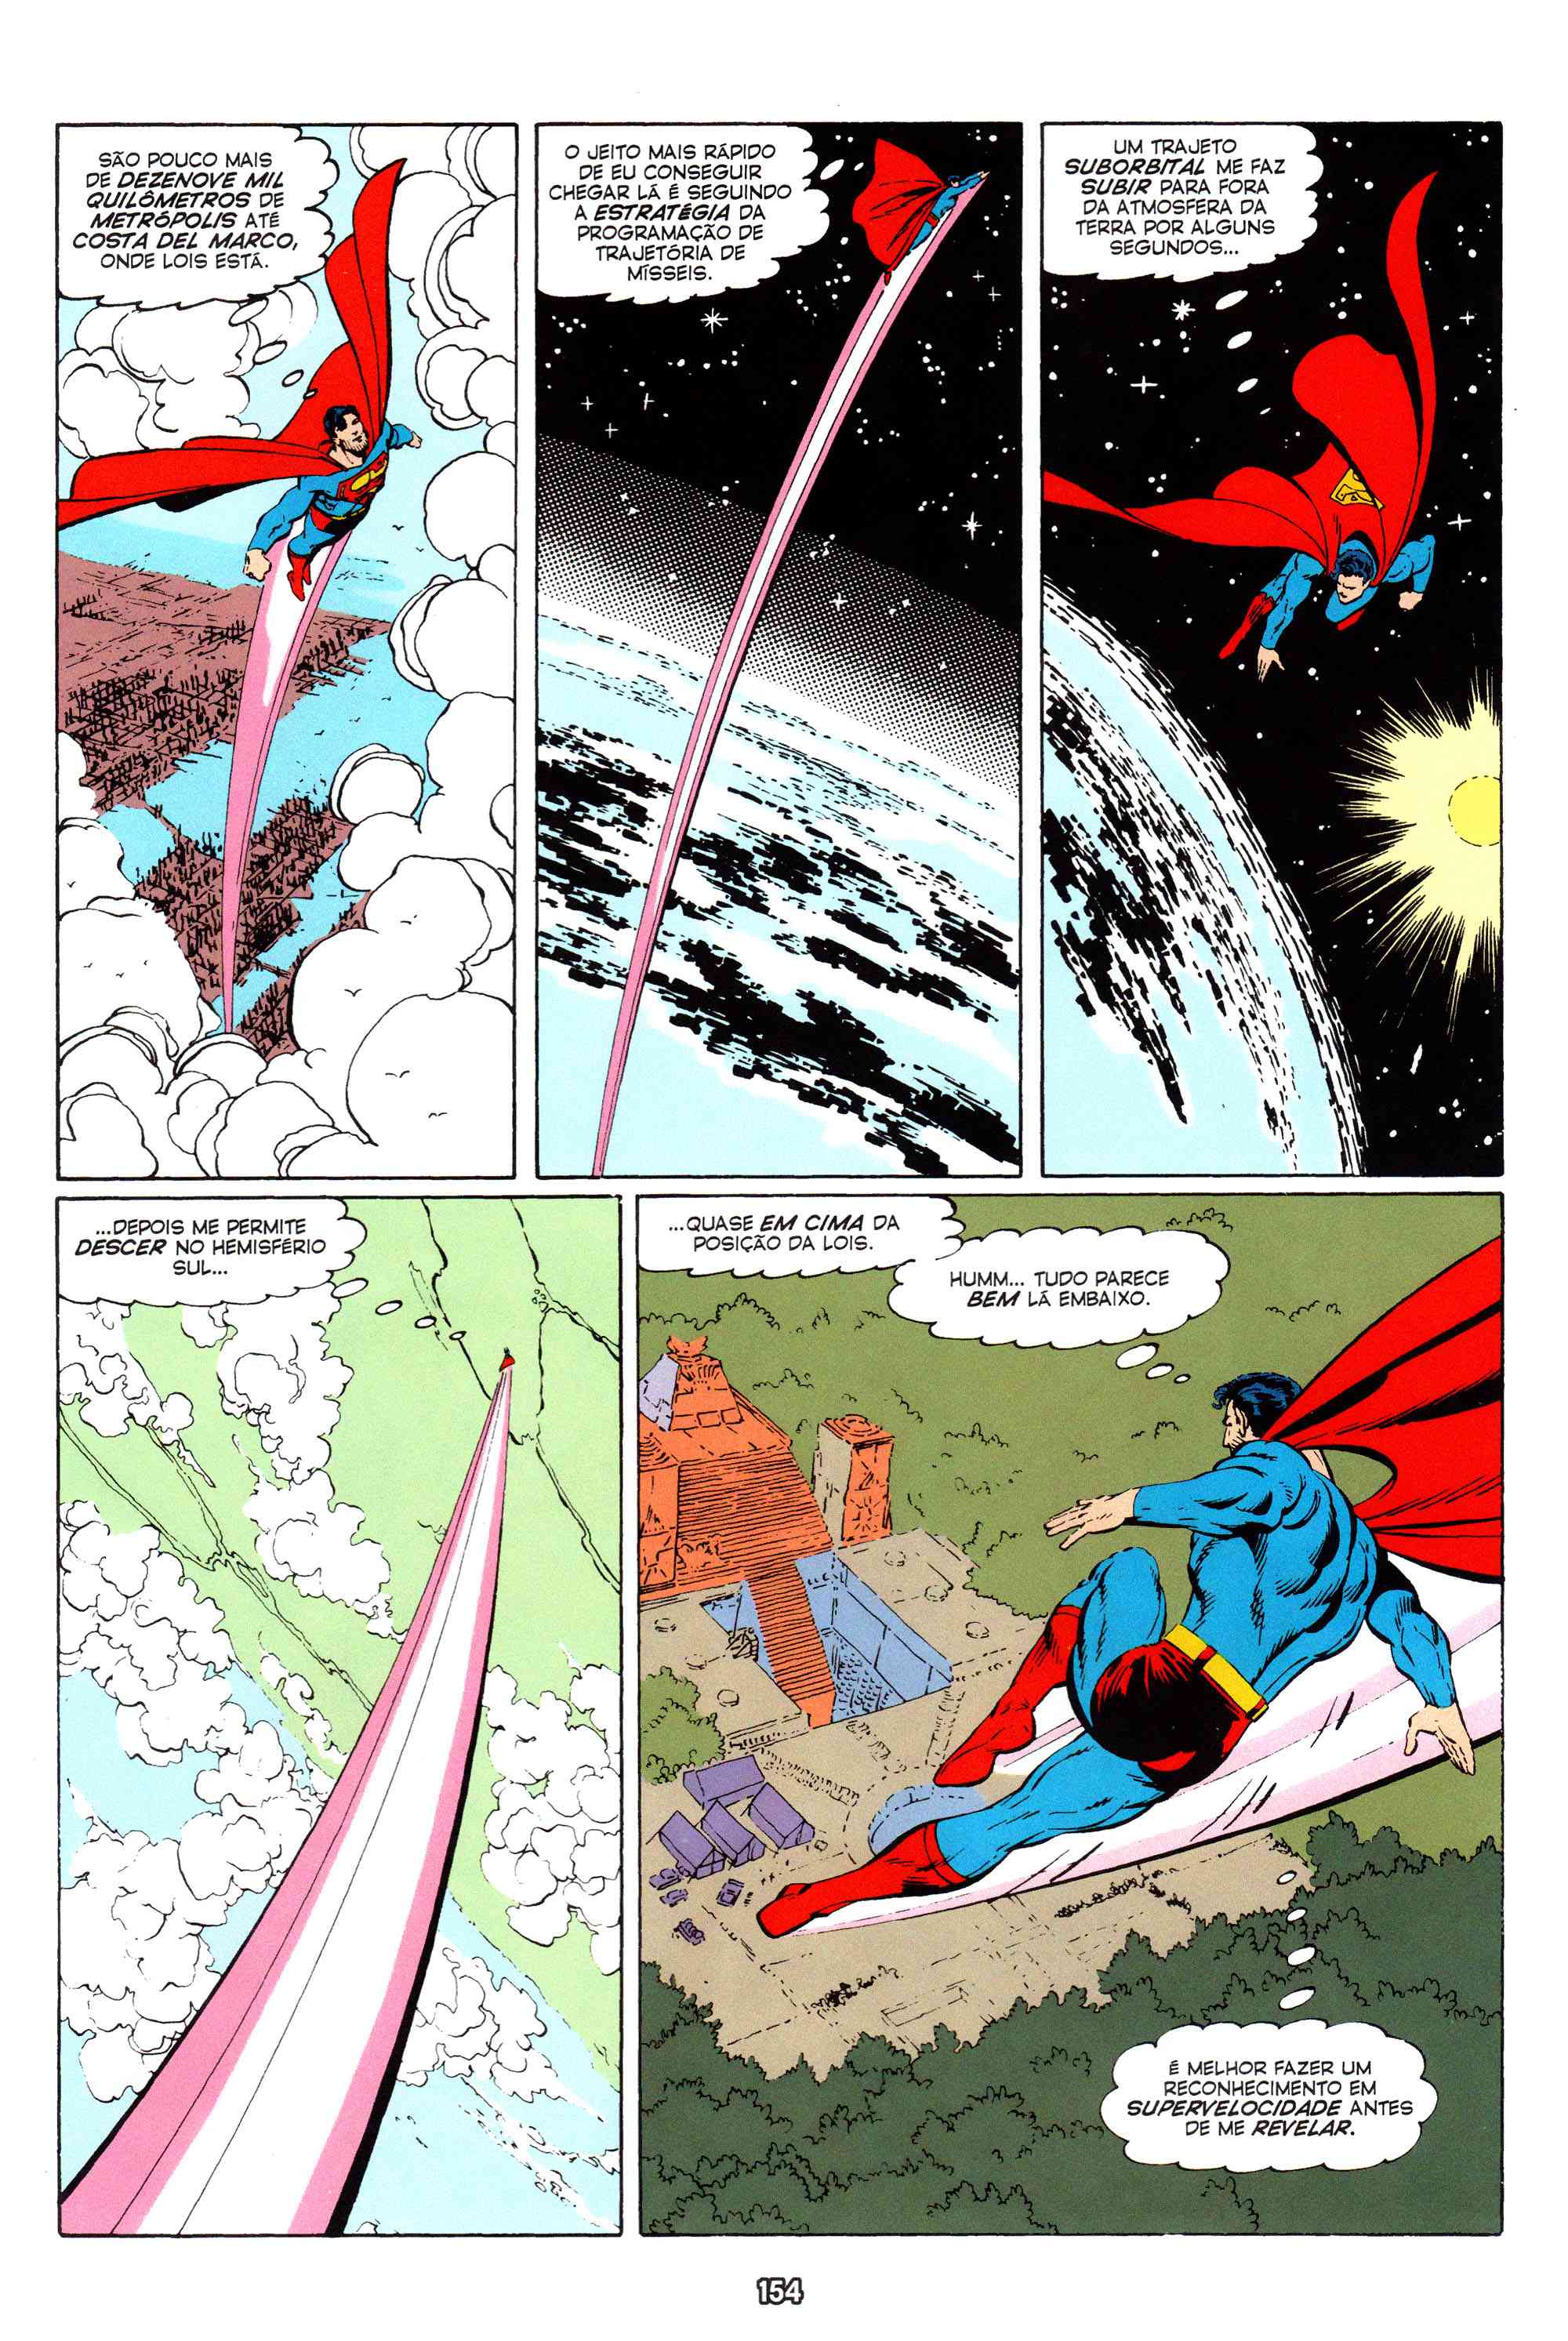 SÃO POUCO MAIS
DE DEZENOVE MIL
QUILÔMETROS DE
METRÓPOLIS ATÉ
COSTA DEL MARCO,
ONDE LOIS ESTÁ.
O JEITO MAIS RÁPIDO
DE EU CONSEGUIR
CHEGAR LÁ É SEGUINDO
A ESTRATÉGIA DA
PROGRAMAÇÃO DE
TRAJETÓRIA DE
MÍSSEIS.
UM TRAJETO
SUBORBITAL ME FAZ
SUBIR PARA FORA
DA ATMOSFERA DA
TERRA POR ALGUNS
SEGUNDOS...
...DEPOIS ME PERMITE
DESCER NO HEMISFÉRIO
SUL...
...QUASE EM CIMA DA
POSIÇÃO DA LOIS.
HUMM... TUDO PARECE
BEM LÁ EMBAIXO.
É MELHOR FAZER UM
RECONHECIMENTO EM
SUPERVELOCIDADE ANTES
DE ME REVELAR.
154